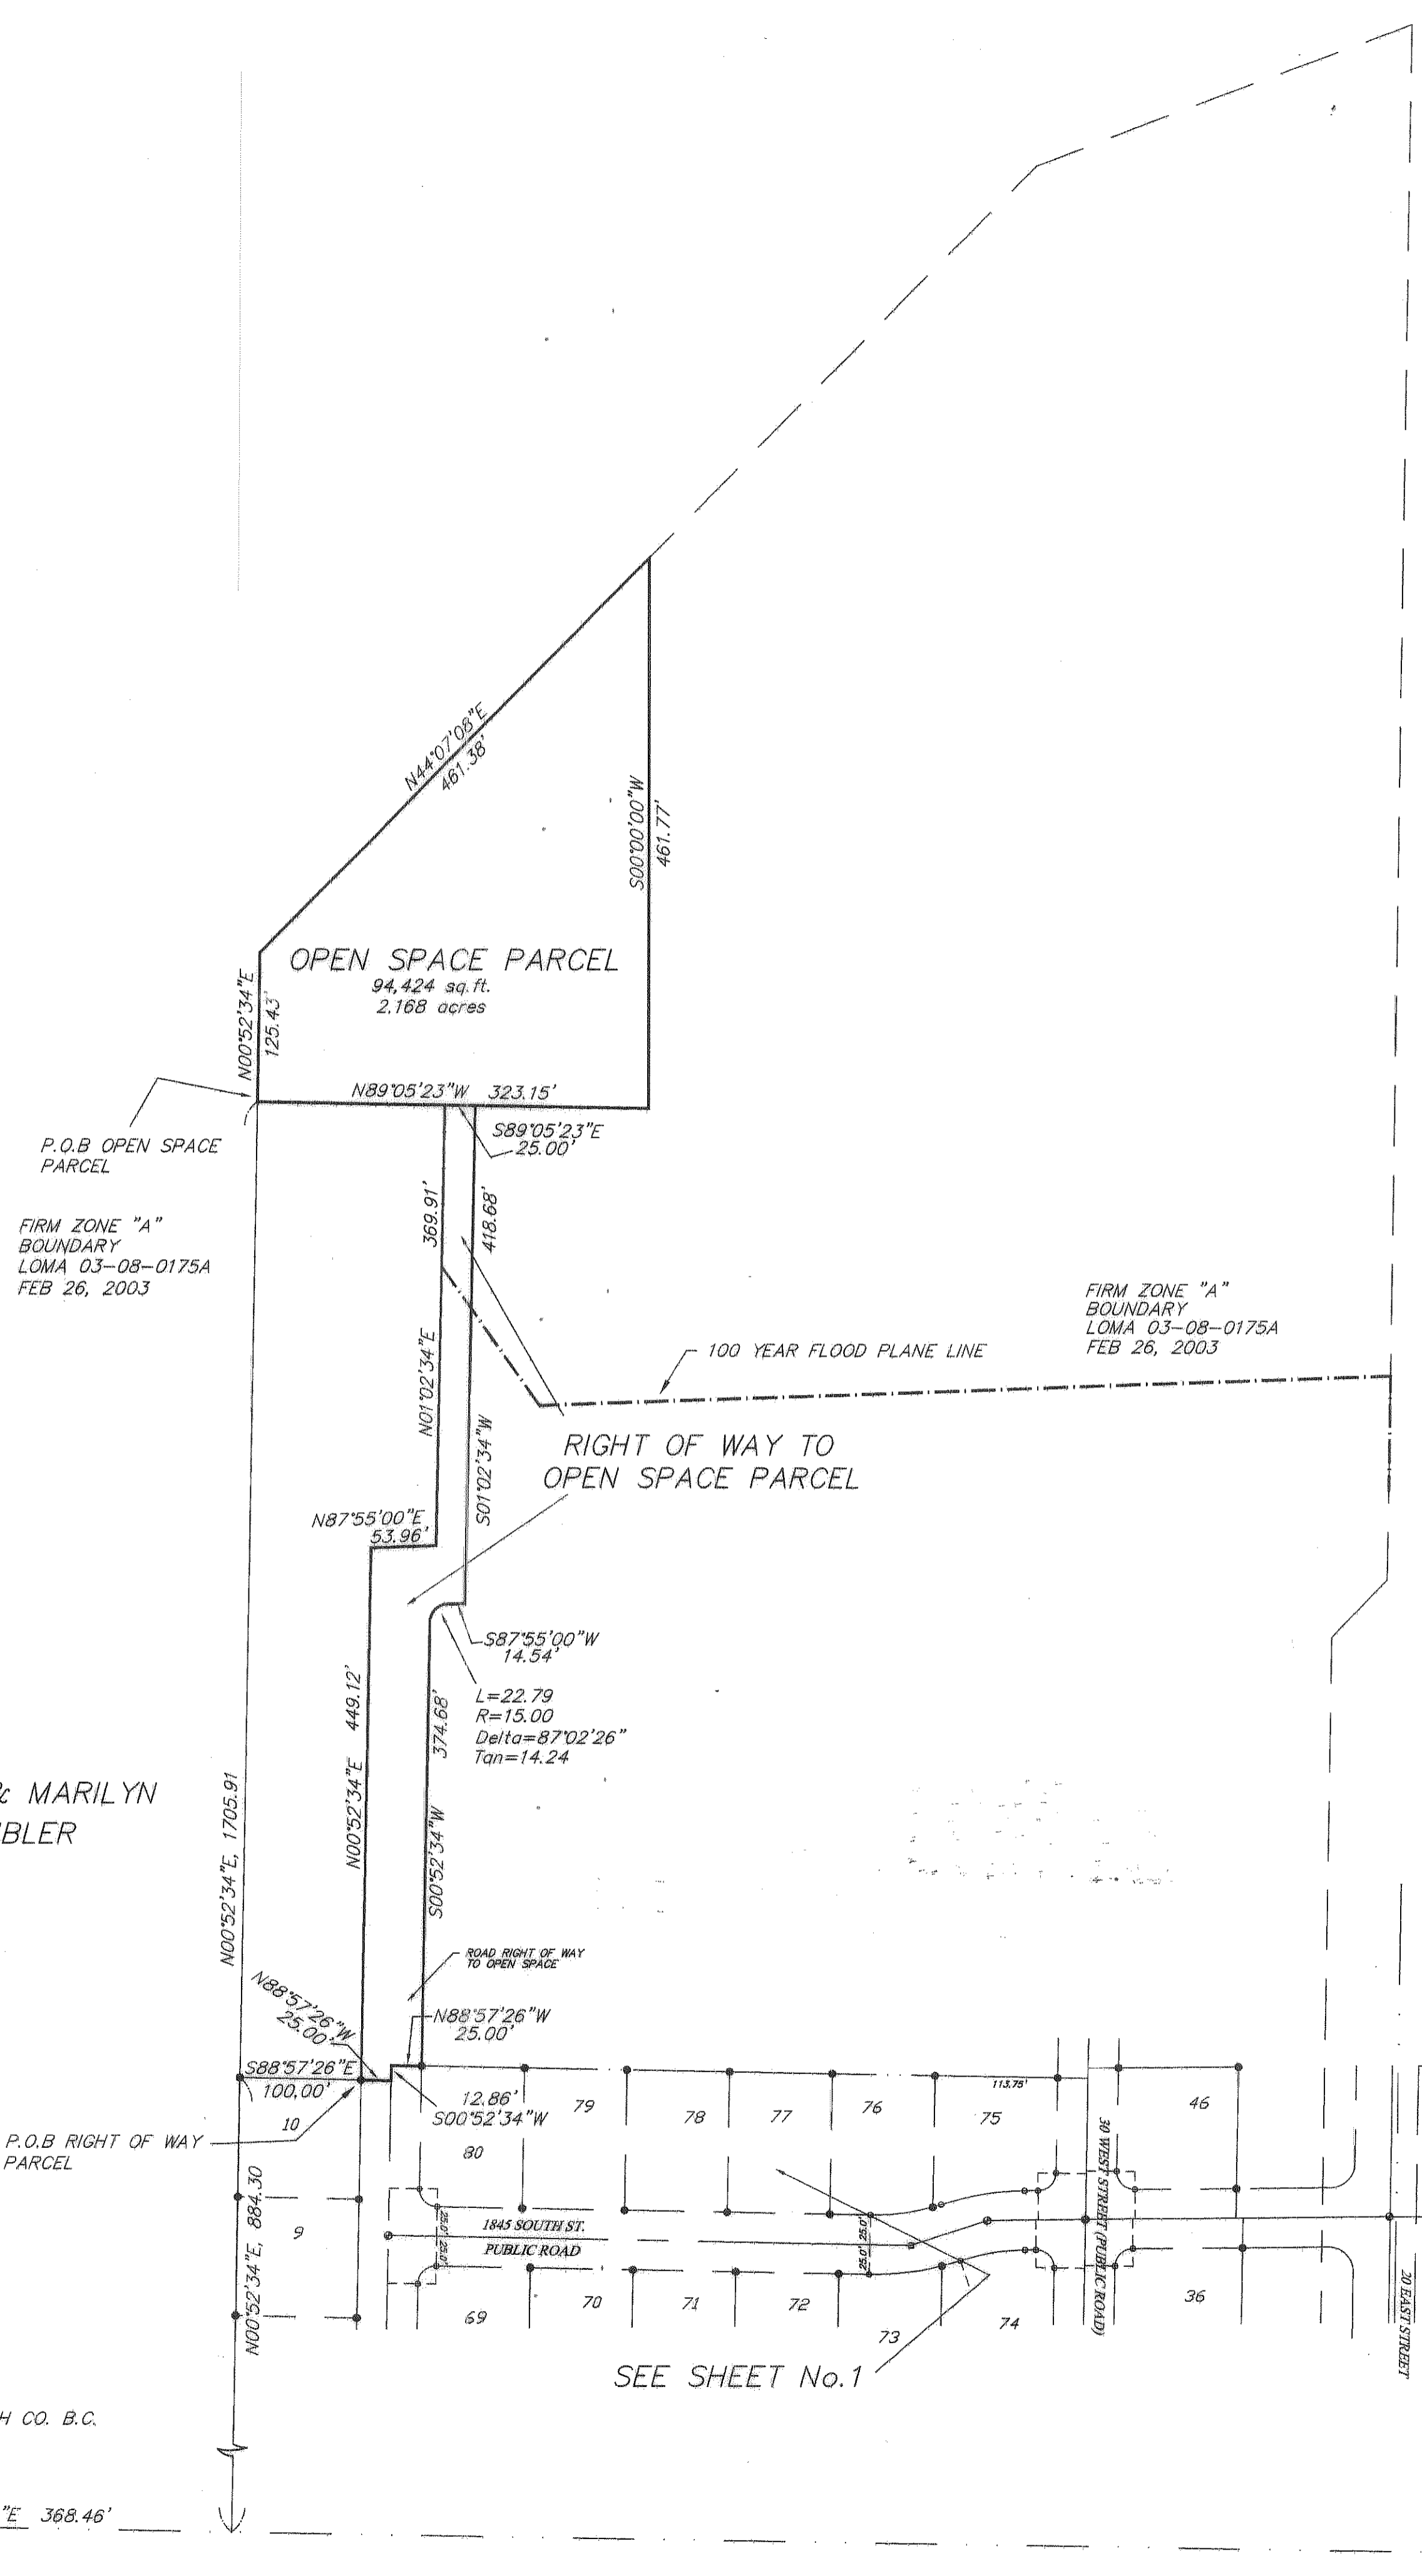 N44°07'08"E
461.38'
S00°00'00"W
461.77'
OPEN SPACE PARCEL
94,424 sq.ft.
2.168 acres
N00°52'34"E
125.43'
N89°05'23"W 323.15'
S89°05'23"E
25.00'
P.O.B OPEN SPACE
PARCEL
FIRM ZONE "A"
BOUNDARY
LOMA 03-08-0175A
FEB 26, 2003
369.91'
418.68'
FIRM ZONE "A"
BOUNDARY
LOMA 03-08-0175A
FEB 26, 2003
100 YEAR FLOOD PLANE LINE
N01°02'34"E
S01°02'34"W
RIGHT OF WAY TO
OPEN SPACE PARCEL
N87°55'00"E
53.96'
S87°55'00"W
14.54'
L=22.79
R=15.00
Delta=87°02'26"
Tan=14.24
N00°52'34"E 449.12'
374.68'
S00°52'34"W
& MARILYN
BLER
N00°52'34"E, 1705.91
ROAD RIGHT OF WAY
TO OPEN SPACE
N88°57'26"W
25.00'
N88°57'26"W
25.00'
S88°57'26"E
100.00'
12.86'
S00°52'34"W
10
79
78
77
76
75
113.75'
46
P.O.B RIGHT OF WAY
PARCEL
80
30 WEST STREET (PUBLIC ROAD)
N00°52'34"E, 884.30
9
1845 SOUTH ST.
PUBLIC ROAD
25.0' 25.0'
25.0' 25.0'
69
70
71
72
73
74
36
20 EAST STREET
SEE SHEET No.1
H CO. B.C.
"E 368.46'